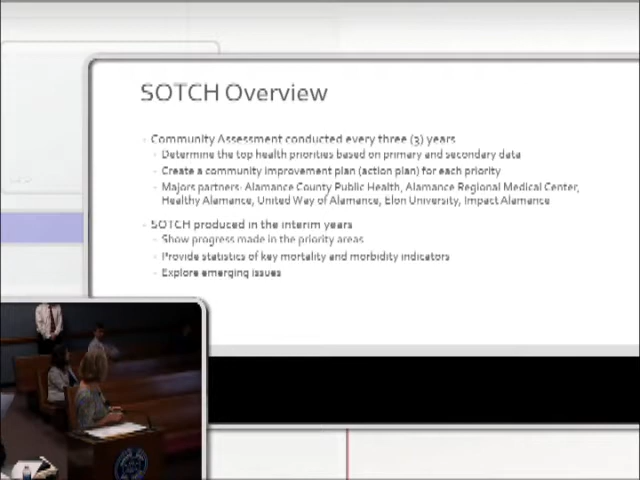 SOTCH Overview
Community Assessment conducted every three (3) years
Determine the top health priorities based on primary and secondary data
Create a community improvement plan (action plan) for each priority
Majors partners- Alamance County Public Health, Alamance Regional Medical Center,
Healthy Alamance, United Way of Alamance, Elon University, Impact Alamance
SOTCH produced in the interim years
Show progress made in the priority areas
Provide statistics of key mortality and morbidity indicators
Explore emerging issues